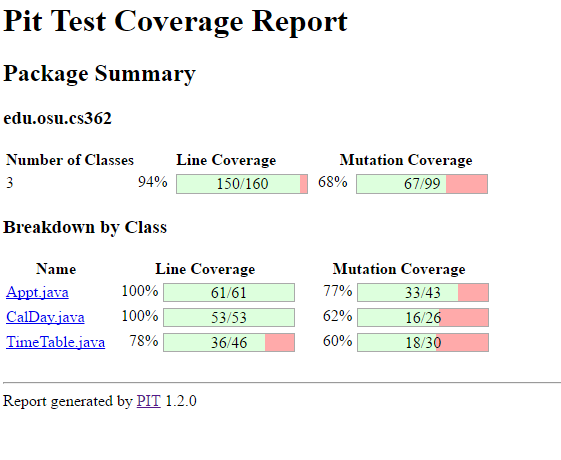 Pit Test Coverage Report
Package Summary
edu.osu.cs362
Number of Classes Line Coverage Mutation Coverage
3 94% 150/160 68% 67/99
Breakdown by Class
Name Line Coverage Mutation Coverage
Appt.java 100% 61/61 77% 33/43
CalDay.java 100% 53/53 62% 16/26
TimeTable.java 78% 36/46 60% 18/30
Report generated by PIT 1.2.0